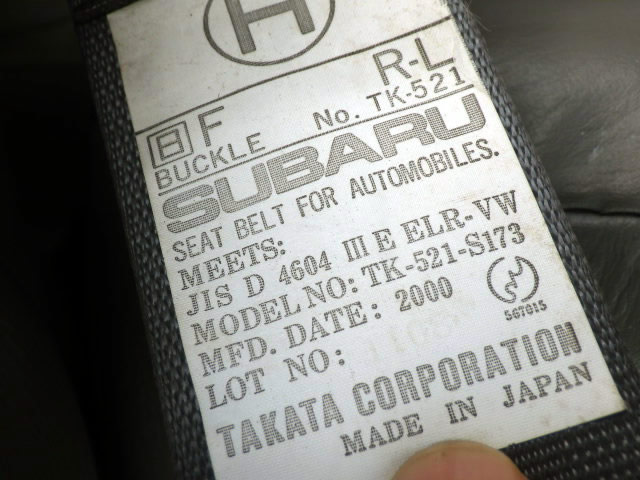 H
R-L
日 F
BUCKLE No. TK-521
SUBARU
SEAT BELT FOR AUTOMOBILES.
MEETS:
JIS D 4604 III E ELR-VW
MODEL NO: TK-521-S173
MFD. DATE: 2000
LOT NO:
567015
TAKATA CORPORATION
MADE IN JAPAN